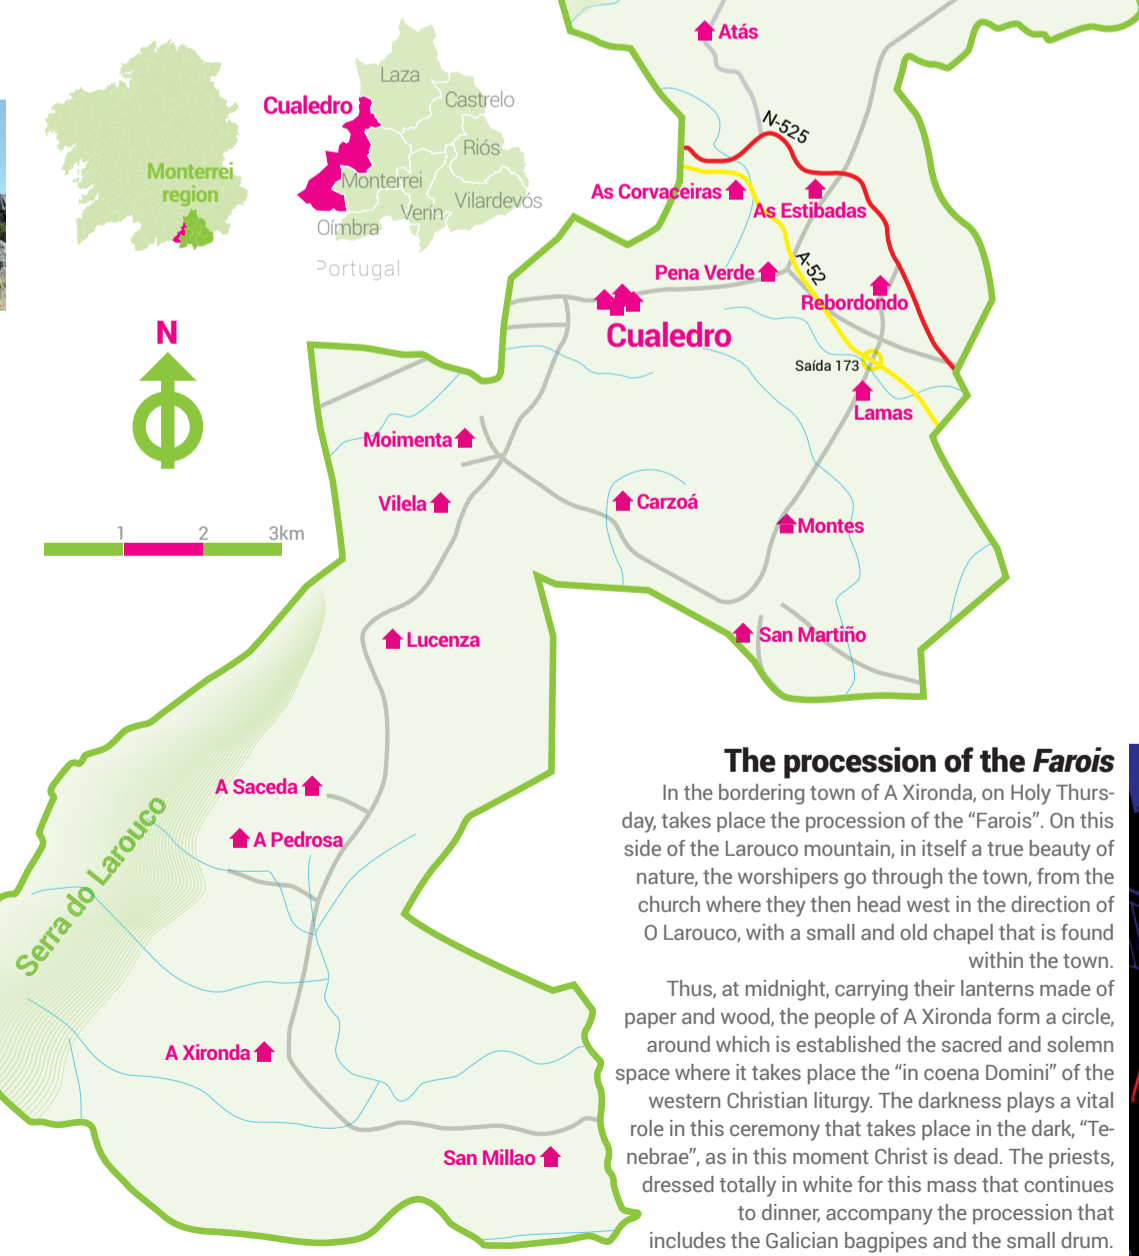 Atás
Laza
Castrelo
Cualedro
N-525
Riós
Monterrei
region
Monterrei
As Corvaceiras
Vilardevós
Verín
As Estibadas
Oímbra
Portugal
Pena Verde
A-52
Rebordondo
N
Cualedro
Saída 173
Lamas
Moimenta
Vilela
Carzoá
Montes
1 2 3km
San Martiño
Lucenza
A Saceda
A Pedrosa
Serra do Larouco
A Xironda
San Millao
The procession of the Farois
In the bordering town of A Xironda, on Holy Thurs-
day, takes place the procession of the “Farois”. On this
side of the Larouco mountain, in itself a true beauty of
nature, the worshipers go through the town, from the
church where they then head west in the direction of
O Larouco, with a small and old chapel that is found
within the town.
Thus, at midnight, carrying their lanterns made of
paper and wood, the people of A Xironda form a circle,
around which is established the sacred and solemn
space where it takes place the “in coena Domini” of the
western Christian liturgy. The darkness plays a vital
role in this ceremony that takes place in the dark, “Te-
nebrae”, as in this moment Christ is dead. The priests,
dressed totally in white for this mass that continues
to dinner, accompany the procession that
includes the Galician bagpipes and the small drum.